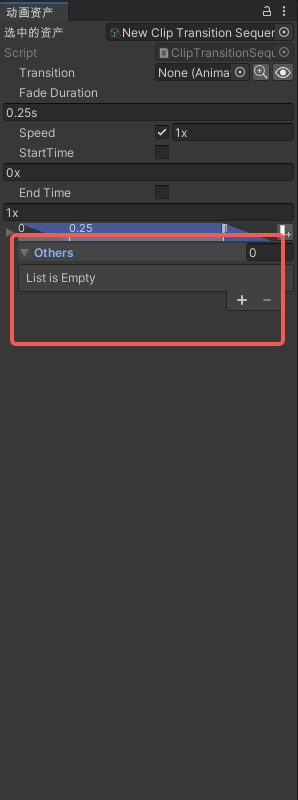 动画资产
选中的资产 New Clip Transition Sequer
Script ClipTransitionSequ
Transition None (Anima
Fade Duration
0.25s
Speed 1x
StartTime
0x
End Time
1x
0 0.25
Others 0
List is Empty
+ −